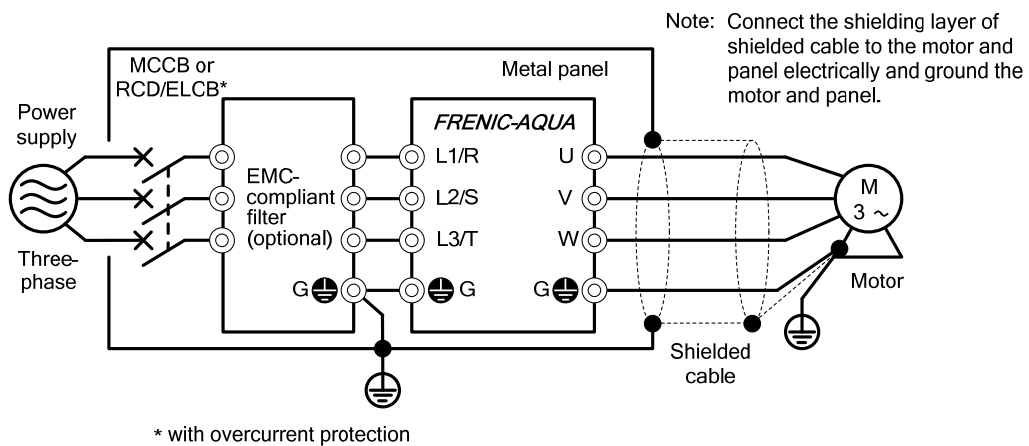 Note: Connect the shielding layer of
shielded cable to the motor and
panel electrically and ground the
motor and panel.
MCCB or
RCD/ELCB*
Metal panel
Power
supply
FRENIC-AQUA
L1/R
U
EMC-
compliant
filter
(optional)
L2/S
V
M
3 ~
L3/T
W
Three-
phase
G
G
G
Motor
Shielded
cable
* with overcurrent protection